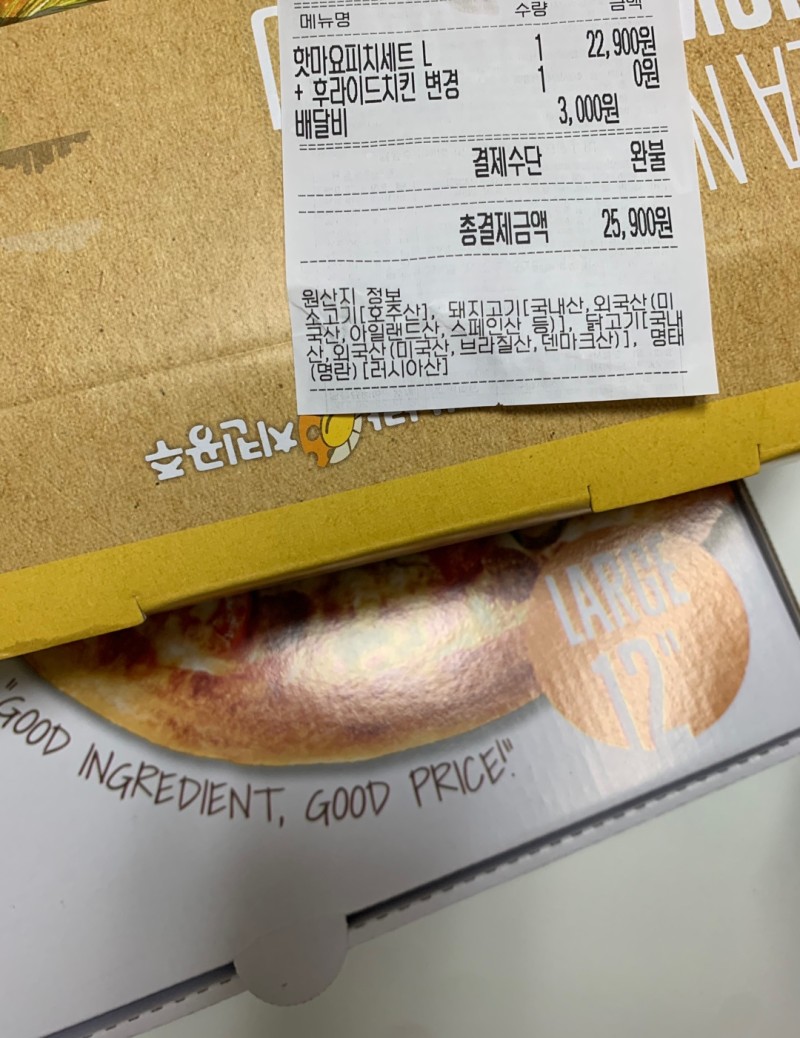 메뉴명 수량 금액
핫마요피치세트 L 1 22,900원
+ 후라이드치킨 변경 1 0원
배달비 3,000원
결제수단 완불
총결제금액 25,900원
원산지 정보
소고기[호주산], 돼지고기[국내산,외국산(미
국산,아일랜드산,스페인산 등)], 닭고기[국내
산,외국산(미국산,브라질산,덴마크산)], 명태
(명란)[러시아산]
치킨공주
LARGE
12"
"GOOD INGREDIENT, GOOD PRICE!"